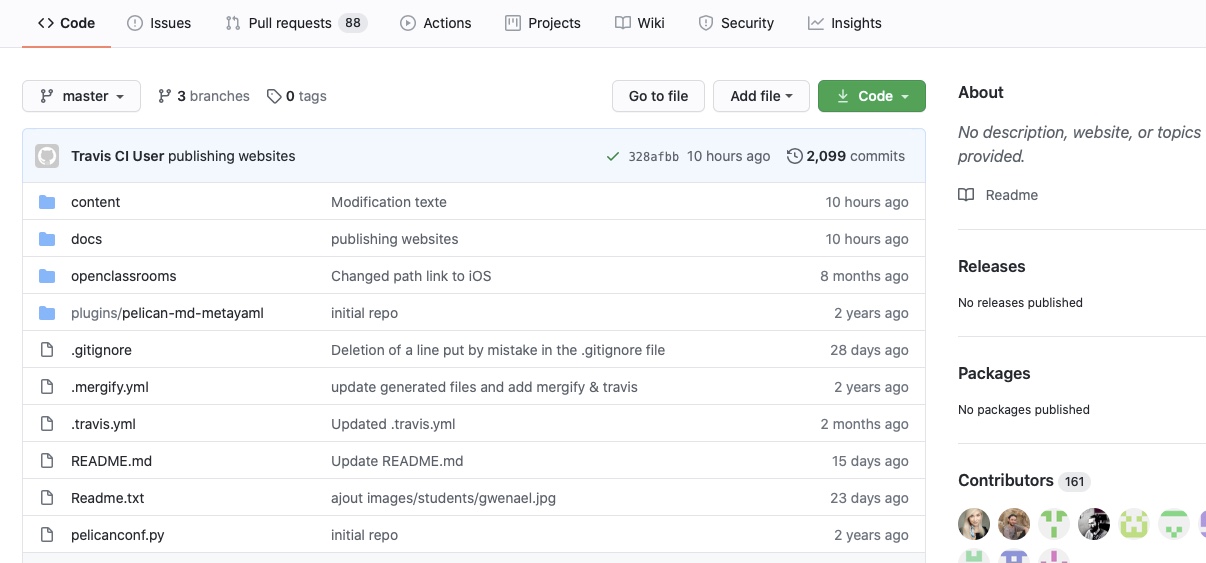 Code Issues Pull requests 88 Actions Projects Wiki Security Insights
master 3 branches 0 tags Go to file Add file Code
Travis CI User publishing websites 328afbb 10 hours ago 2,099 commits
content Modification texte 10 hours ago
docs publishing websites 10 hours ago
openclassrooms Changed path link to iOS 8 months ago
plugins/pelican-md-metayaml initial repo 2 years ago
.gitignore Deletion of a line put by mistake in the .gitignore file 28 days ago
.mergify.yml update generated files and add mergify & travis 2 years ago
.travis.yml Updated .travis.yml 2 months ago
README.md Update README.md 15 days ago
Readme.txt ajout images/students/gwenael.jpg 23 days ago
pelicanconf.py initial repo 2 years ago
About
No description, website, or topics
provided.
Readme
Releases
No releases published
Packages
No packages published
Contributors 161